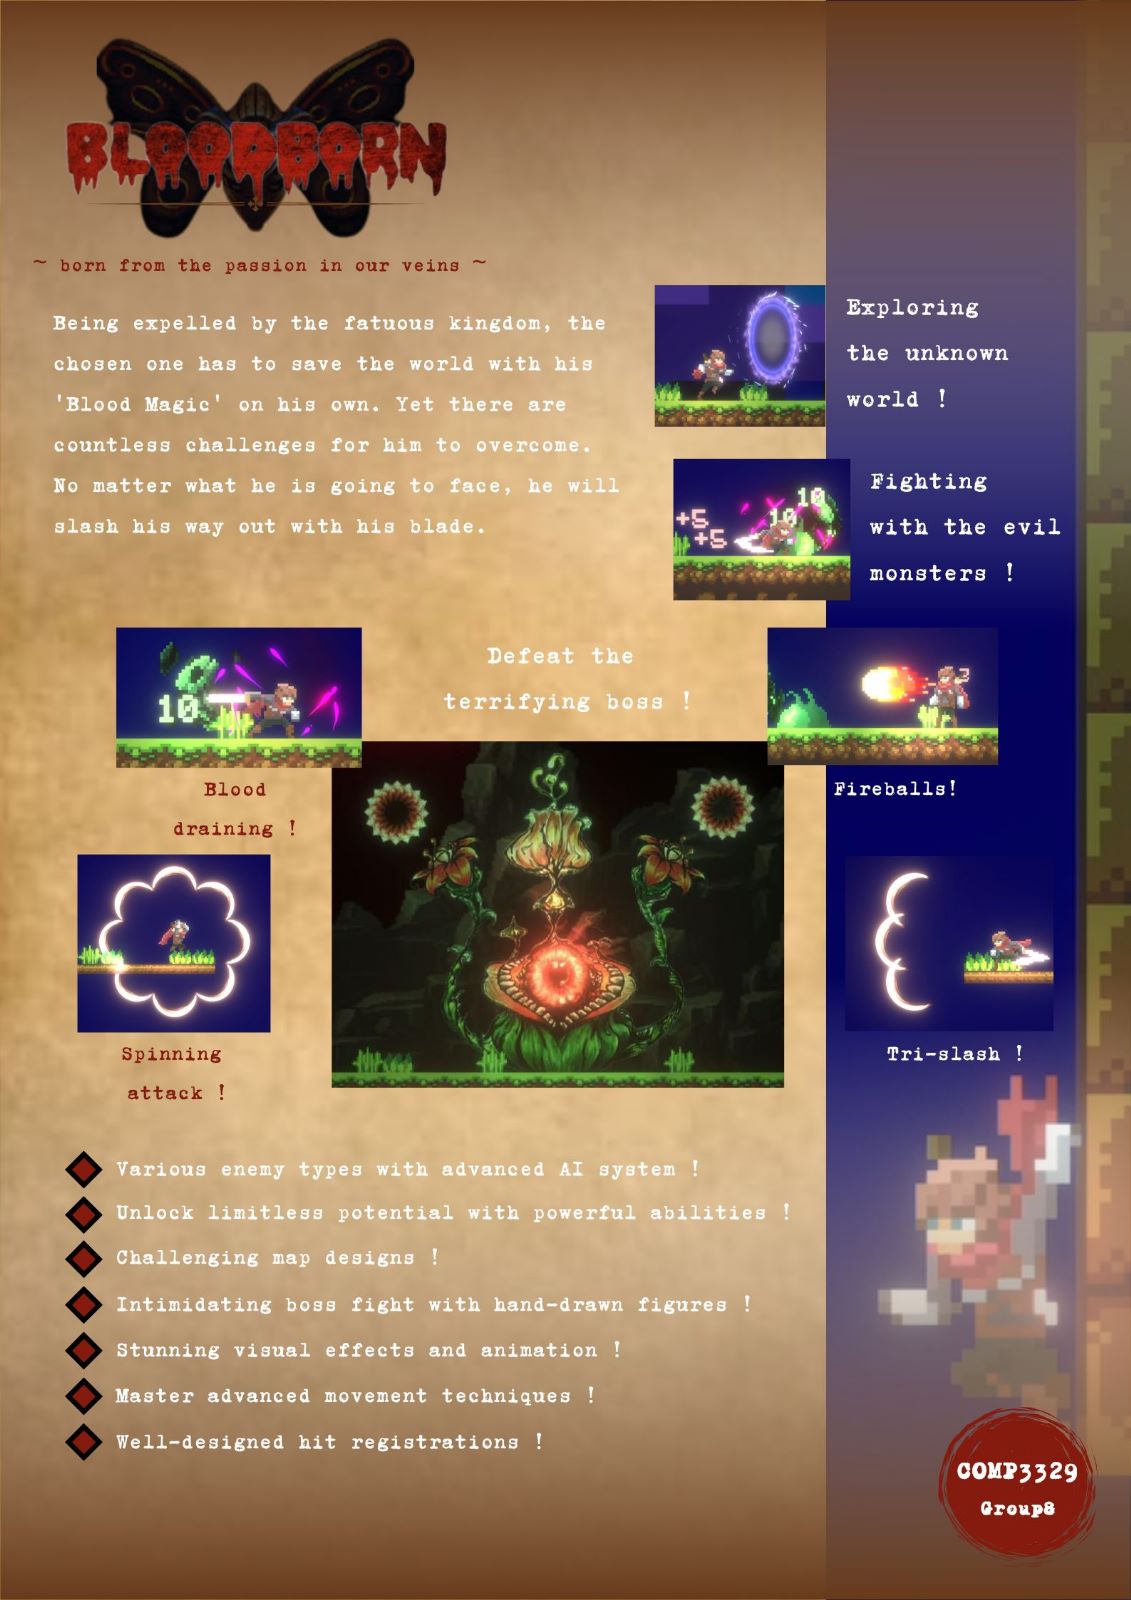 BLOODBORN
~ born from the passion in our veins ~
Being expelled by the fatuous kingdom, the
chosen one has to save the world with his
'Blood Magic' on his own. Yet there are
countless challenges for him to overcome.
No matter what he is going to face, he will
slash his way out with his blade.
Exploring
the unknown
world !
+5
+5
10
10
Fighting
with the evil
monsters !
Defeat the
terrifying boss !
10
Blood
draining !
Fireballs!
Spinning
attack !
Tri-slash !
Various enemy types with advanced AI system !
Unlock limitless potential with powerful abilities !
Challenging map designs !
Intimidating boss fight with hand-drawn figures !
Stunning visual effects and animation !
Master advanced movement techniques !
Well-designed hit registrations !
COMP3329
Group8